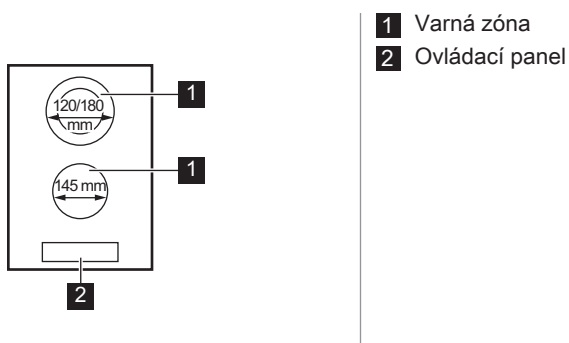 120/180
mm
1
145 mm
1
2
1 Varná zóna
2 Ovládací panel